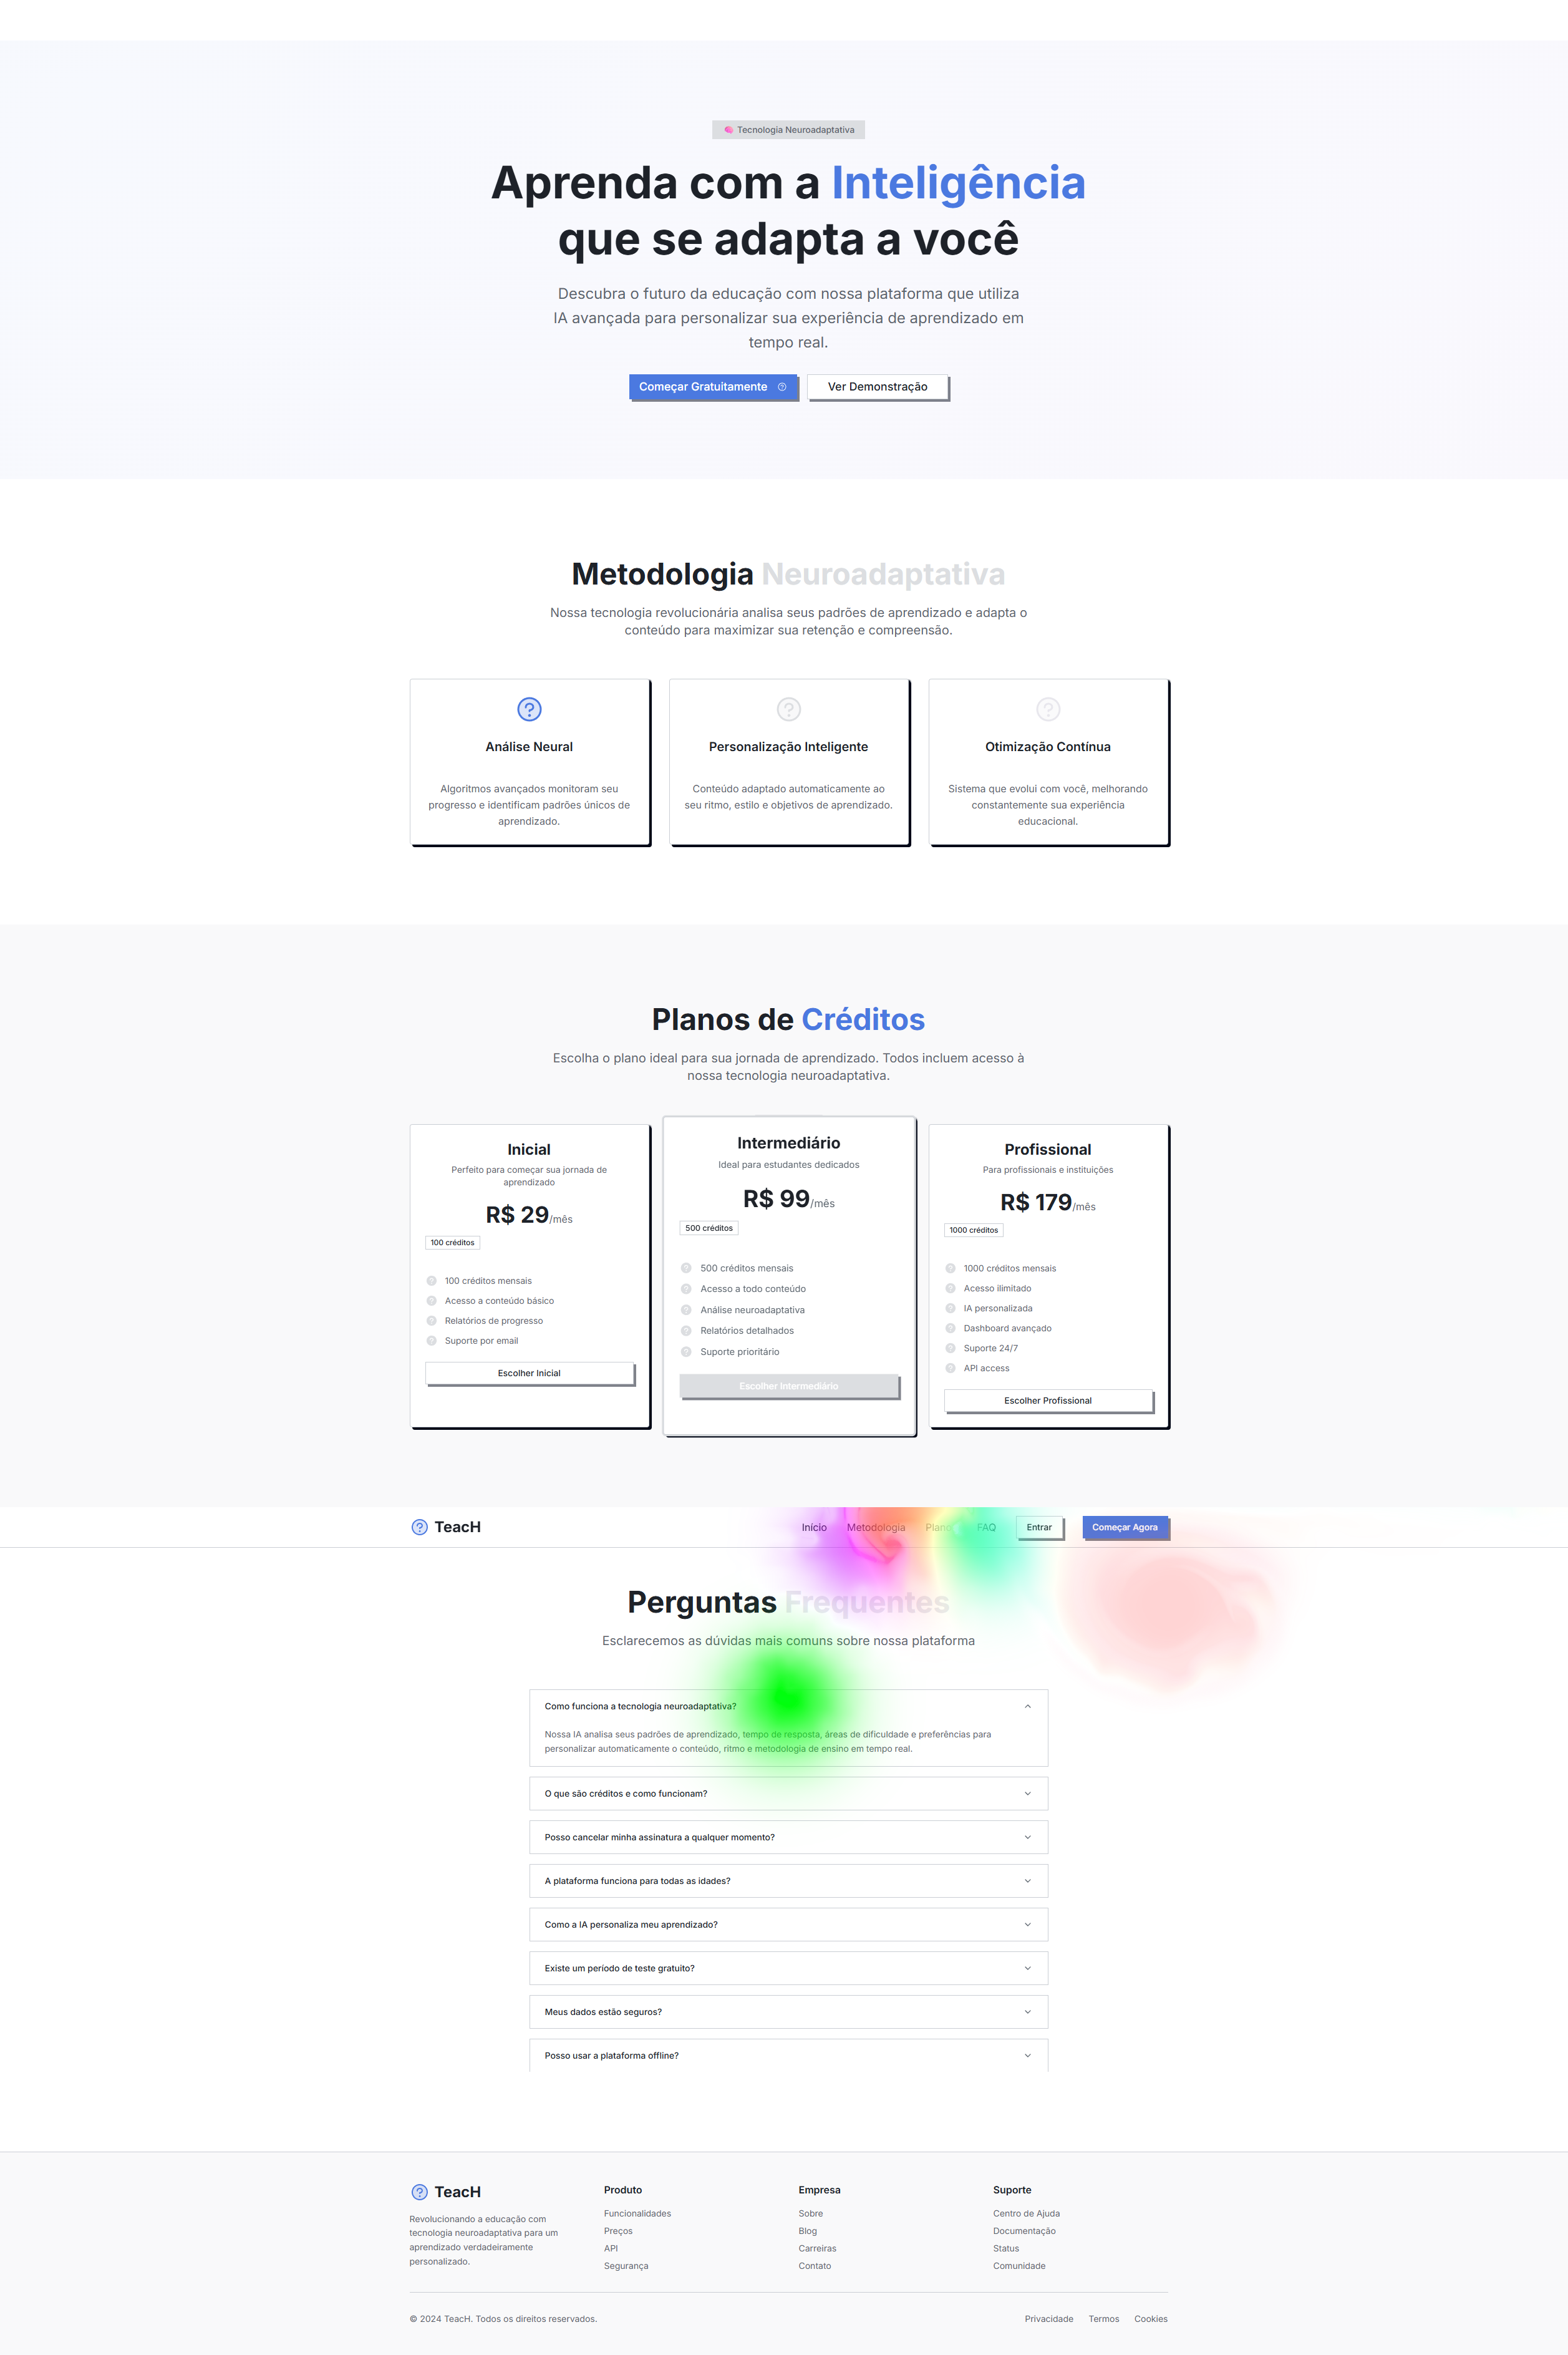 Tecnologia Neuroadaptativa
Aprenda com a Inteligência
que se adapta a você
Descubra o futuro da educação com nossa plataforma que utiliza
IA avançada para personalizar sua experiência de aprendizado em
tempo real.
Começar Gratuitamente
Ver Demonstração
Metodologia Neuroadaptativa
Nossa tecnologia revolucionária analisa seus padrões de aprendizado e adapta o
conteúdo para maximizar sua retenção e compreensão.
Análise Neural
Algoritmos avançados monitoram seu
progresso e identificam padrões únicos de
aprendizado.
Personalização Inteligente
Conteúdo adaptado automaticamente ao
seu ritmo, estilo e objetivos de aprendizado.
Otimização Contínua
Sistema que evolui com você, melhorando
constantemente sua experiência
educacional.
Planos de Créditos
Escolha o plano ideal para sua jornada de aprendizado. Todos incluem acesso à
nossa tecnologia neuroadaptativa.
Inicial
Perfeito para começar sua jornada de
aprendizado
R$ 29/mês
100 créditos
100 créditos mensais
Acesso a conteúdo básico
Relatórios de progresso
Suporte por email
Escolher Inicial
Intermediário
Ideal para estudantes dedicados
R$ 99/mês
500 créditos
500 créditos mensais
Acesso a todo conteúdo
Análise neuroadaptativa
Relatórios detalhados
Suporte prioritário
Escolher Intermediário
Profissional
Para profissionais e instituições
R$ 179/mês
1000 créditos
1000 créditos mensais
Acesso ilimitado
IA personalizada
Dashboard avançado
Suporte 24/7
API access
Escolher Profissional
TeacH
Início
Metodologia
FAQ
Entrar
Começar Agora
Perguntas Frequentes
Esclarecemos as dúvidas mais comuns sobre nossa plataforma
Como funciona a tecnologia neuroadaptativa?
Nossa IA analisa seus padrões de aprendizado, tempo de resposta, áreas de dificuldade e preferências para
personalizar automaticamente o conteúdo, ritmo e metodologia de ensino em tempo real.
O que são créditos e como funcionam?
Posso cancelar minha assinatura a qualquer momento?
A plataforma funciona para todas as idades?
Como a IA personaliza meu aprendizado?
Existe um período de teste gratuito?
Meus dados estão seguros?
Posso usar a plataforma offline?
TeacH
Revolucionando a educação com
tecnologia neuroadaptativa para um
aprendizado verdadeiramente
personalizado.
Produto
Funcionalidades
Preços
API
Segurança
Empresa
Sobre
Blog
Carreiras
Contato
Suporte
Centro de Ajuda
Documentação
Status
Comunidade
© 2024 TeacH. Todos os direitos reservados.
Privacidade
Termos
Cookies